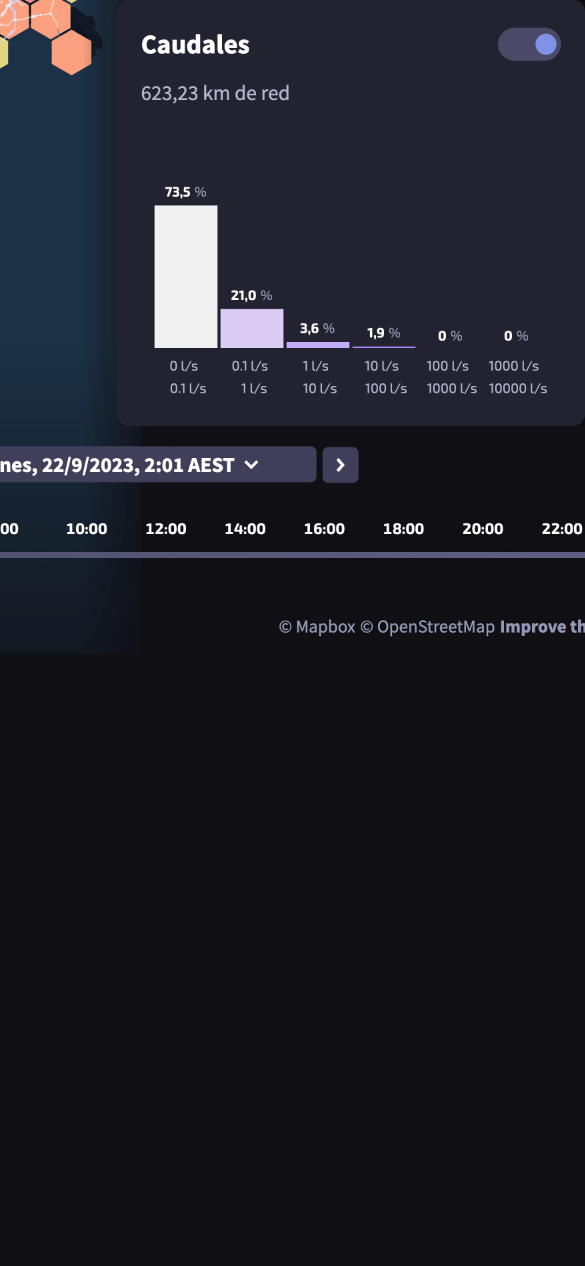 Caudales
623,23 km de red
73,5 %
21,0 %
3,6 %
1,9 %
0 %
0 %
0 l/s 0.1 l/s 1 l/s 10 l/s 100 l/s 1000 l/s
0.1 l/s 1 l/s 10 l/s 100 l/s 1000 l/s 10000 l/s
nes, 22/9/2023, 2:01 AEST
00 10:00 12:00 14:00 16:00 18:00 20:00 22:00
© Mapbox © OpenStreetMap Improve th